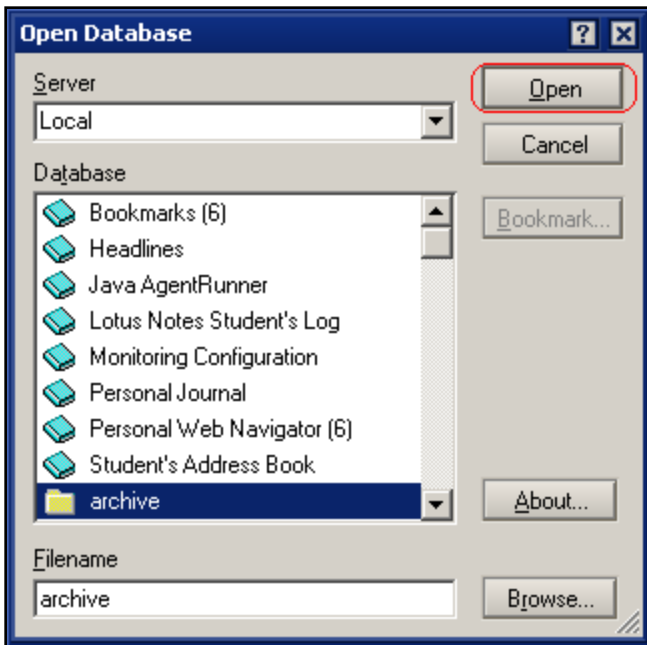 Open Database
Server
Local
Open
Cancel
Database
Bookmarks (6)
Headlines
Java AgentRunner
Lotus Notes Student's Log
Monitoring Configuration
Personal Journal
Personal Web Navigator (6)
Student's Address Book
archive
Bookmark...
About...
Filename
archive
Browse...